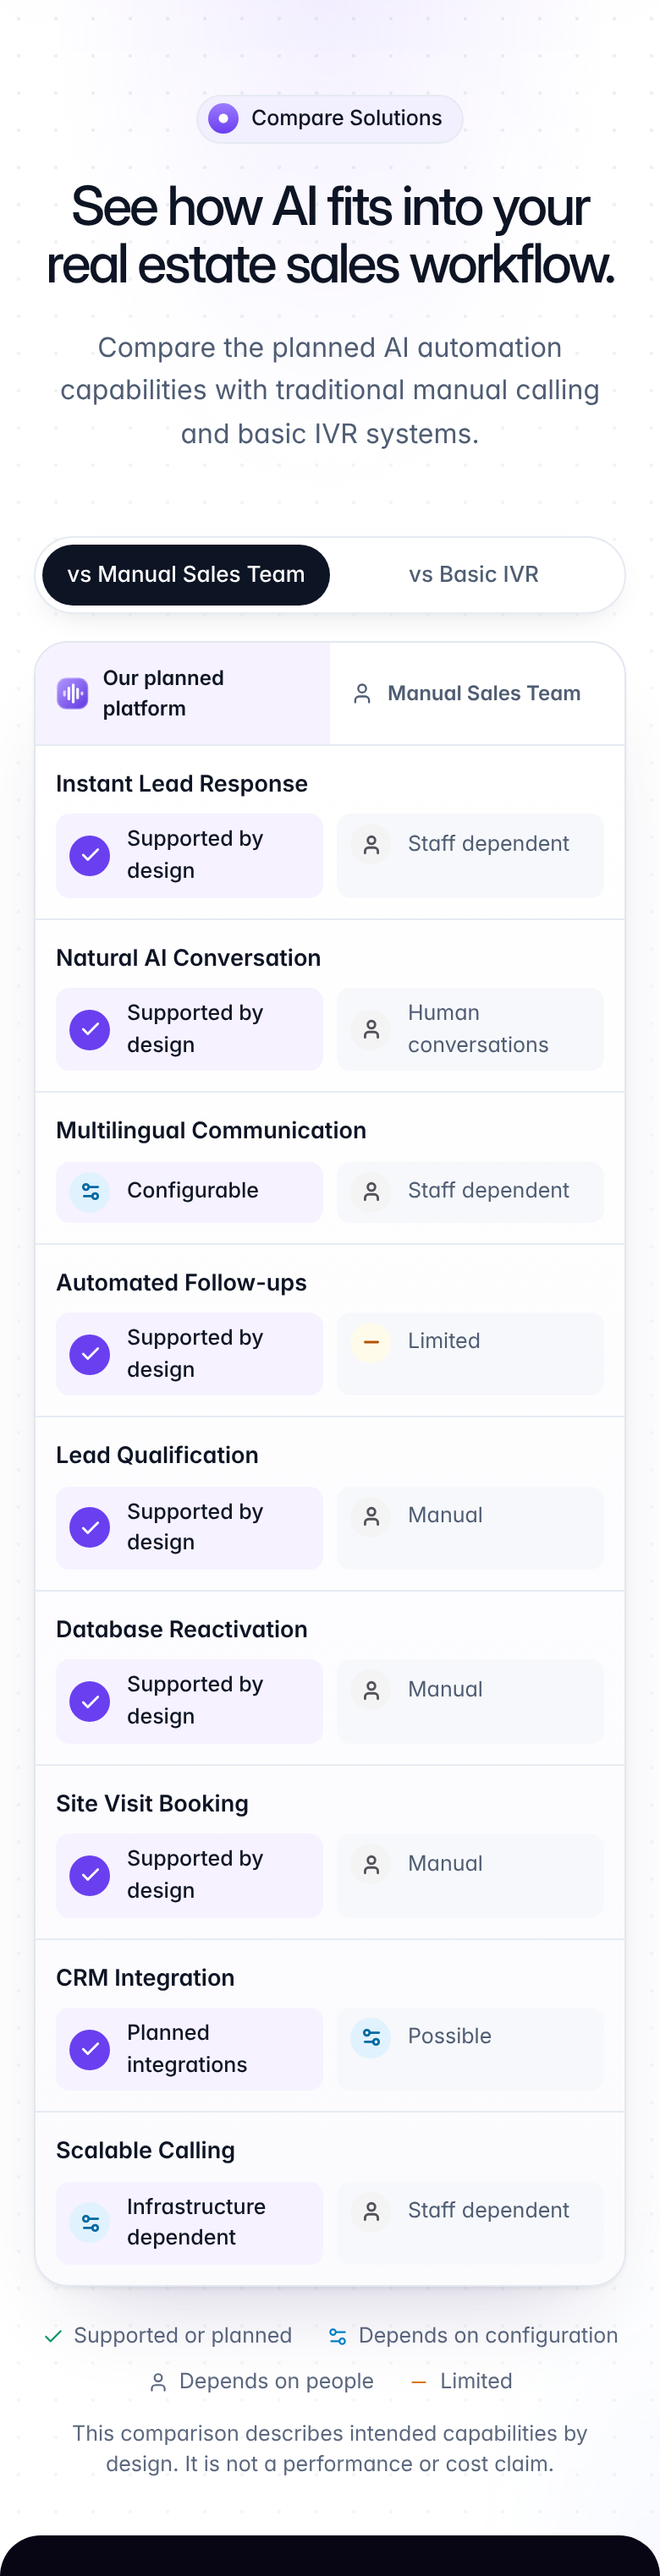 Compare Solutions
See how AI fits into your
real estate sales workflow.
Compare the planned AI automation
capabilities with traditional manual calling
and basic IVR systems.
vs Manual Sales Team
vs Basic IVR
Our planned
platform
Manual Sales Team
Instant Lead Response
Supported by
design
Staff dependent
Natural AI Conversation
Supported by
design
Human
conversations
Multilingual Communication
Configurable
Staff dependent
Automated Follow-ups
Supported by
design
Limited
Lead Qualification
Supported by
design
Manual
Database Reactivation
Supported by
design
Manual
Site Visit Booking
Supported by
design
Manual
CRM Integration
Planned
integrations
Possible
Scalable Calling
Infrastructure
dependent
Staff dependent
Supported or planned
Depends on configuration
Depends on people
Limited
This comparison describes intended capabilities by
design. It is not a performance or cost claim.